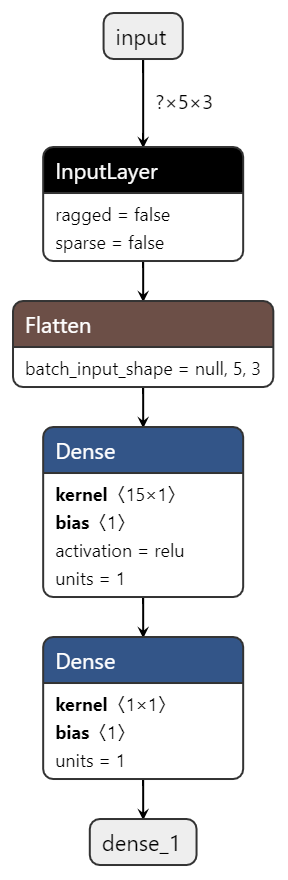 input
?×5×3
InputLayer
ragged = false
sparse = false
Flatten
batch_input_shape = null, 5, 3
Dense
kernel〈15×1〉
bias〈1〉
activation = relu
units = 1
Dense
kernel〈1×1〉
bias〈1〉
units = 1
dense_1